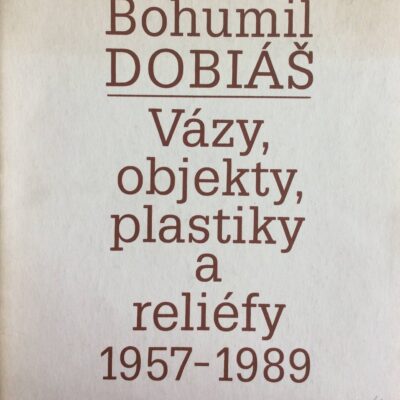 Bohumil
DOBIÁŠ
Vázy,
objekty,
plastiky
a
reliéfy
1957-1989